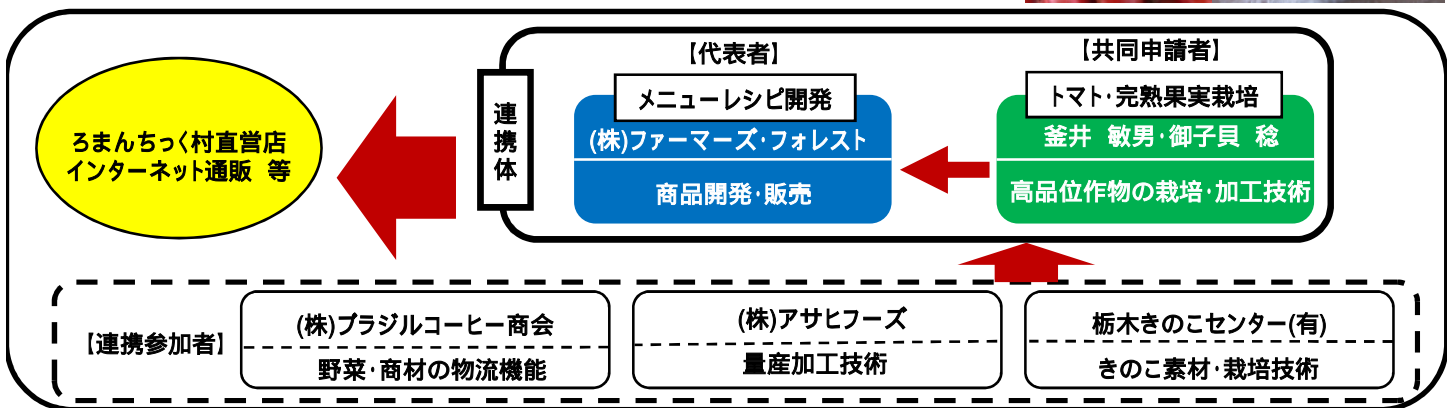 ろまんちっく村直営店
インターネット通販 等
連携体
【代表者】
メニューレシピ開発
(株)ファーマーズ・フォレスト
商品開発・販売
【共同申請者】
トマト・完熟果実栽培
釜井 敏男・御子貝 稔
高品位作物の栽培・加工技術
【連携参加者】
(株)ブラジルコーヒー商会
野菜・商材の物流機能
(株)アサヒフーズ
量産加工技術
栃木きのこセンター(有)
きのこ素材・栽培技術